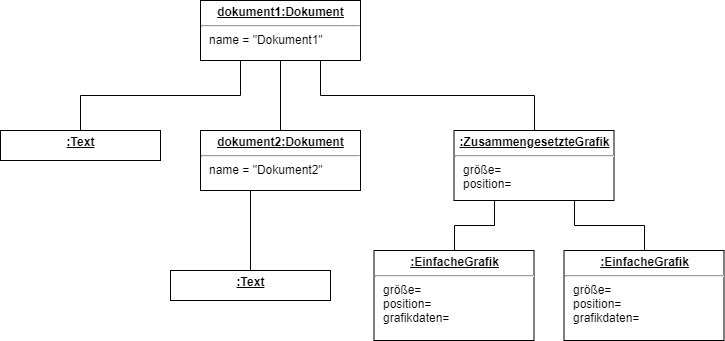 dokument1:Dokument
name = "Dokument1"
:Text
dokument2:Dokument
name = "Dokument2"
:ZusammengesetzteGrafik
größe=
position=
:Text
:EinfacheGrafik
größe=
position=
grafikdaten=
:EinfacheGrafik
größe=
position=
grafikdaten=